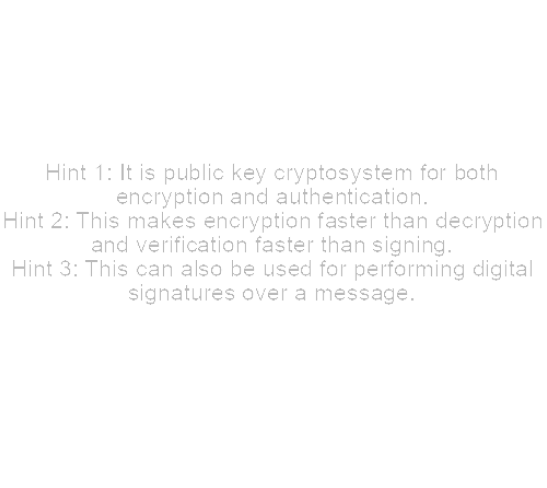 Hint 1: It is public key cryptosystem for both
encryption and authentication.
Hint 2: This makes encryption faster than decryption
and verification faster than signing.
Hint 3: This can also be used for performing digital
signatures over a message.